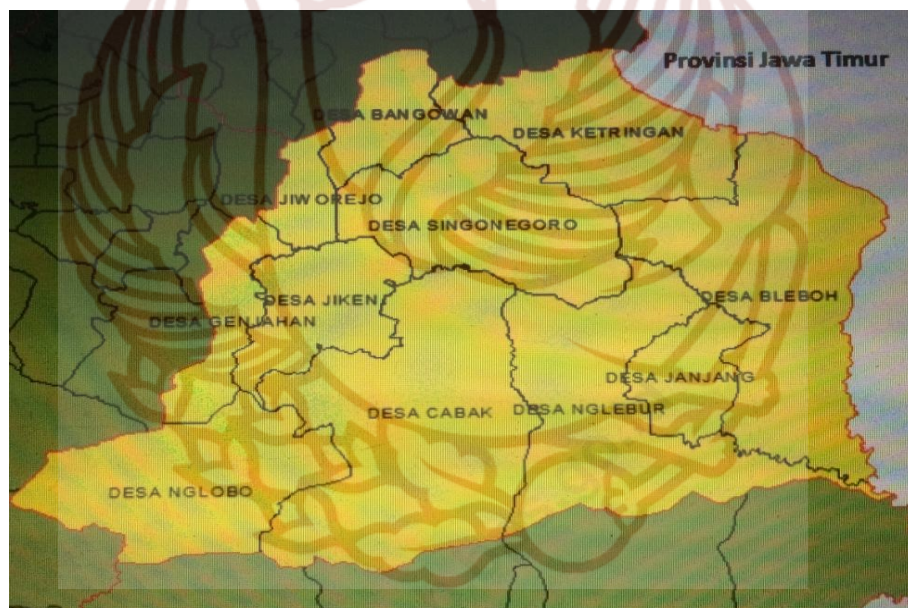 Provinsi Jawa Timur
DESA BANGOWAN
DESA KETRINGAN
DESA JIWOREJO
DESA SINGONEGORO
DESA JIKEN
DESA BLEBOH
DESA GENJAHAN
DESA JANJANG
DESA CABAK
DESA NGLEBUR
DESA NGLOBO